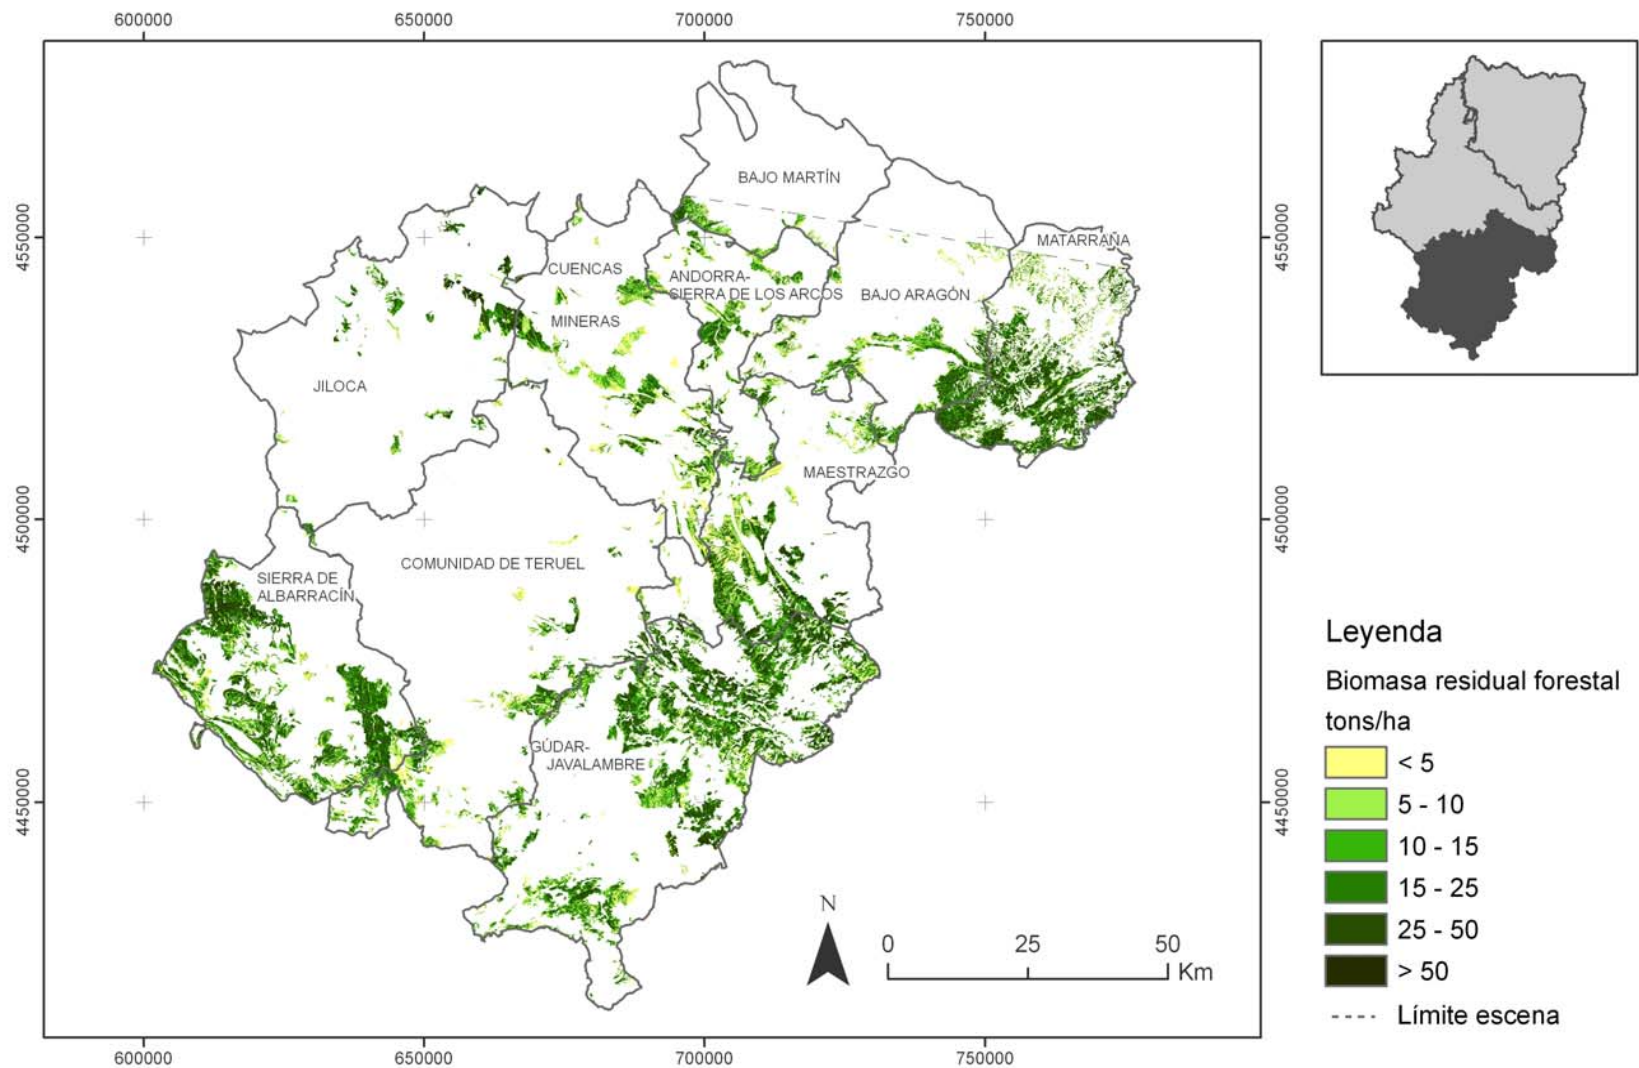 600000
650000
700000
750000
4550000
4500000
4450000
BAJO MARTÍN
MATARRAÑA
CUENCAS
MINERAS
ANDORRA-
SIERRA DE LOS ARCOS
BAJO ARAGÓN
JILOCA
MAESTRAZGO
COMUNIDAD DE TERUEL
SIERRA DE
ALBARRACÍN
GÚDAR-
JAVALAMBRE
N
0 25 50
Km
4550000
4500000
4450000
600000
650000
700000
750000
Leyenda
Biomasa residual forestal
tons/ha
< 5
5 - 10
10 - 15
15 - 25
25 - 50
> 50
Límite escena